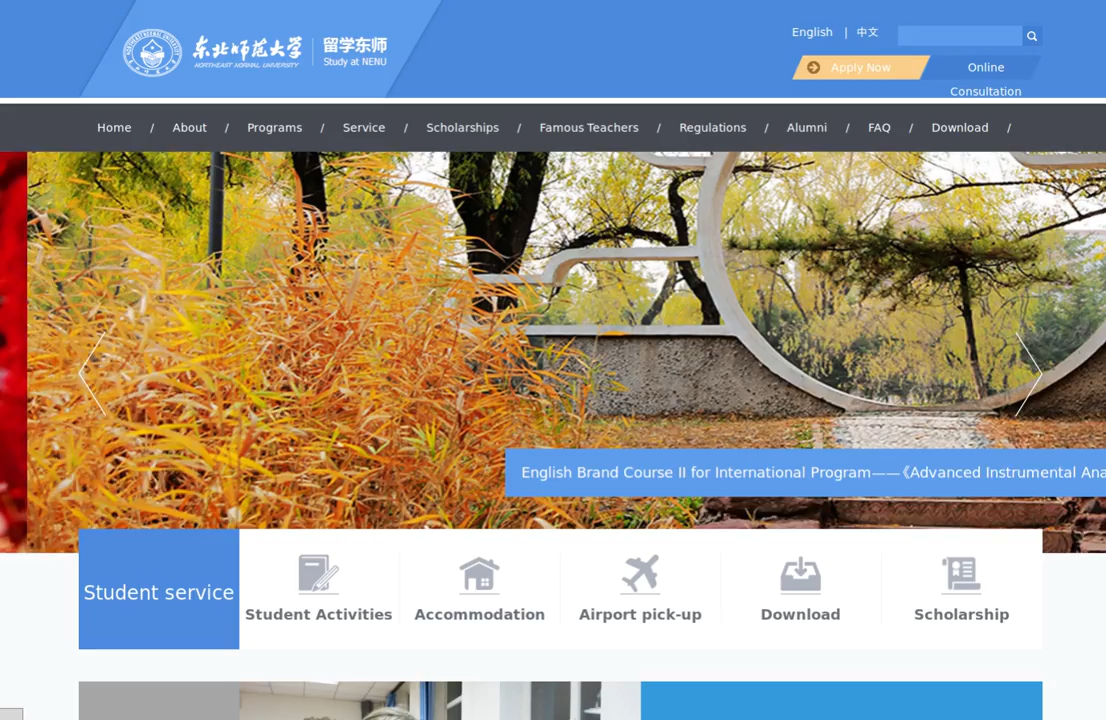 English | 中文
东北师范大学
NORTHEAST NORMAL UNIVERSITY
留学东师
Study at NENU
Apply Now
Online
Consultation
Home / About / Programs / Service / Scholarships / Famous Teachers / Regulations / Alumni / FAQ / Download /
English Brand Course II for International Program——《Advanced Instrumental Ana
Student service
Student Activities
Accommodation
Airport pick-up
Download
Scholarship